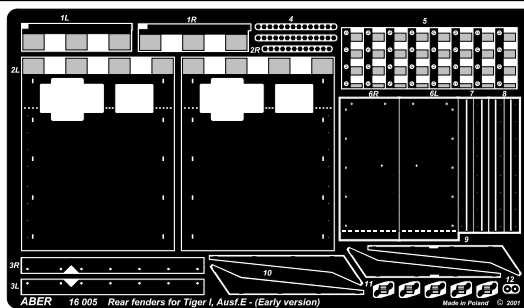 1L
1R
4
5
2R
2L
6R
6L
7
8
9
3R
3L
10
11
12
ABER 16 005 Rear fenders for Tiger I, Ausf.E - (Early version) Made in Poland © 2001